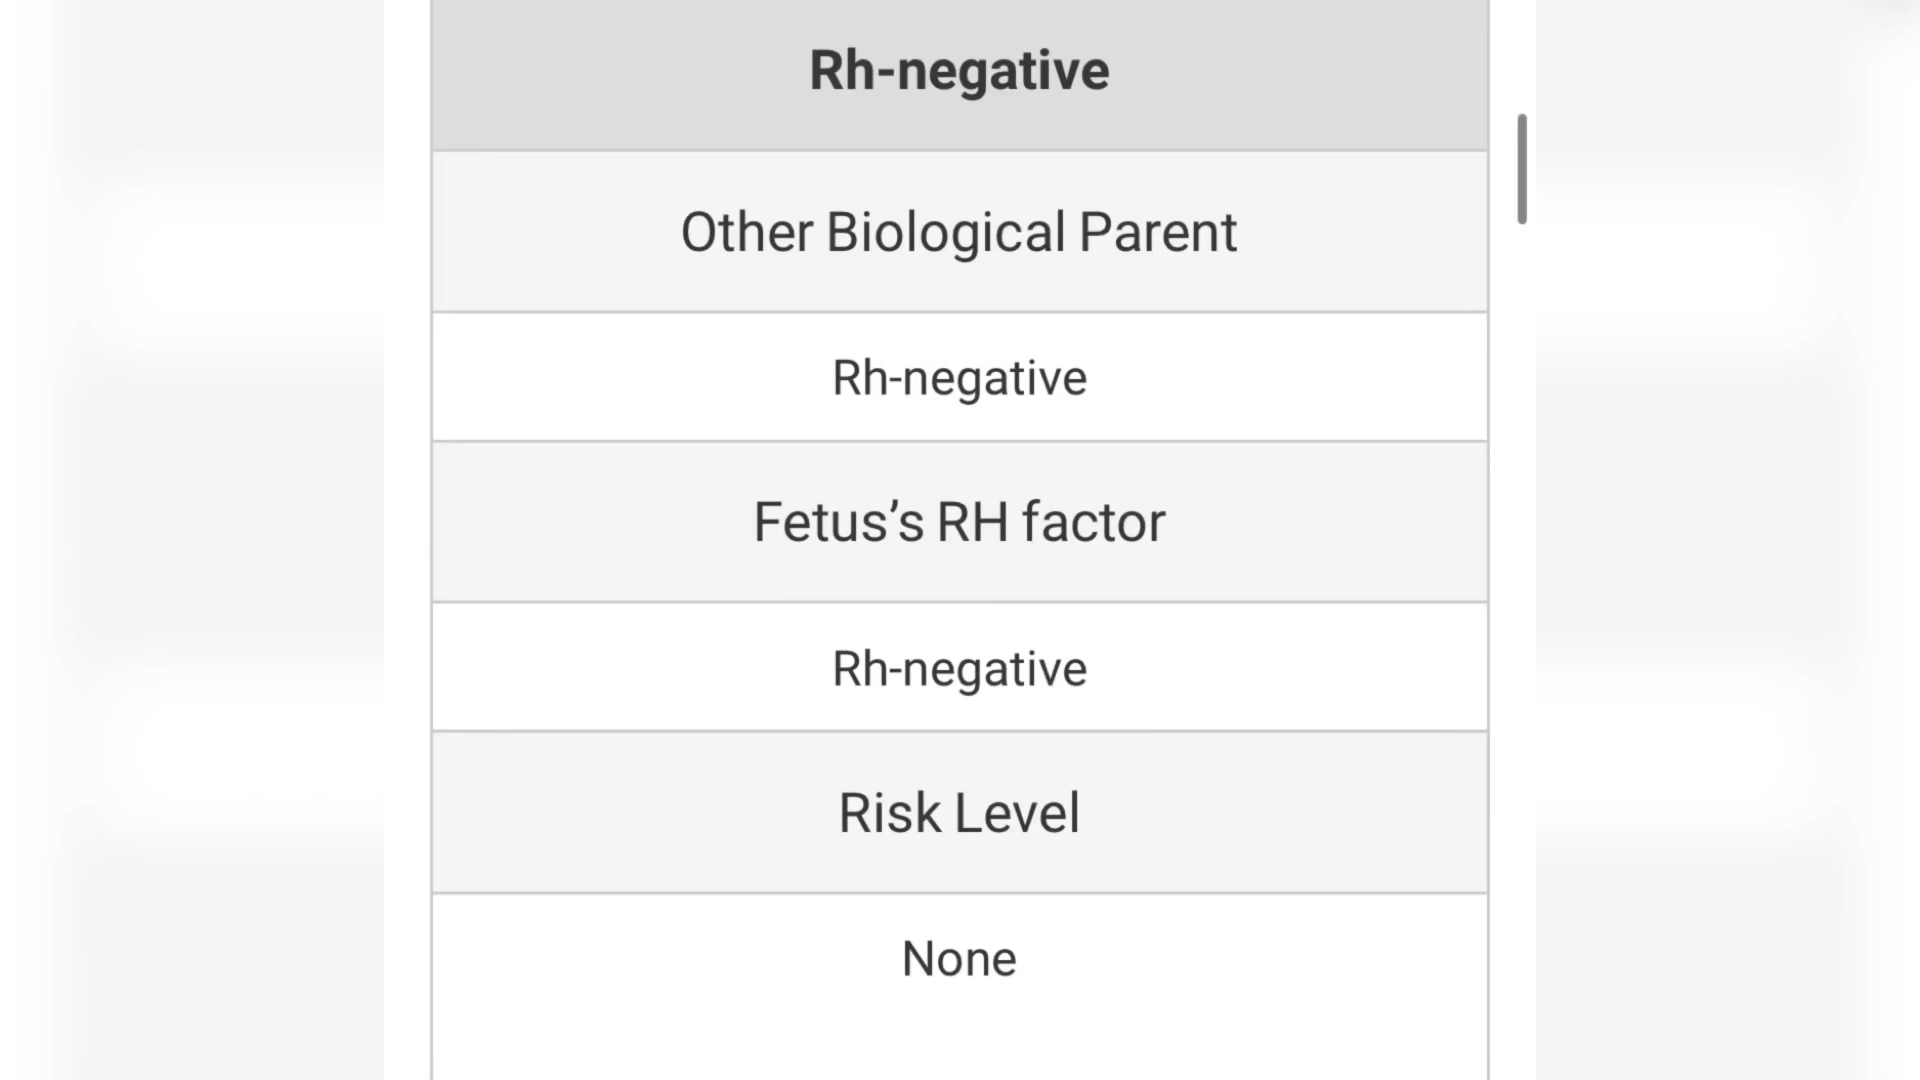 Rh-negative
Other Biological Parent
Rh-negative
Fetus’s RH factor
Rh-negative
Risk Level
None